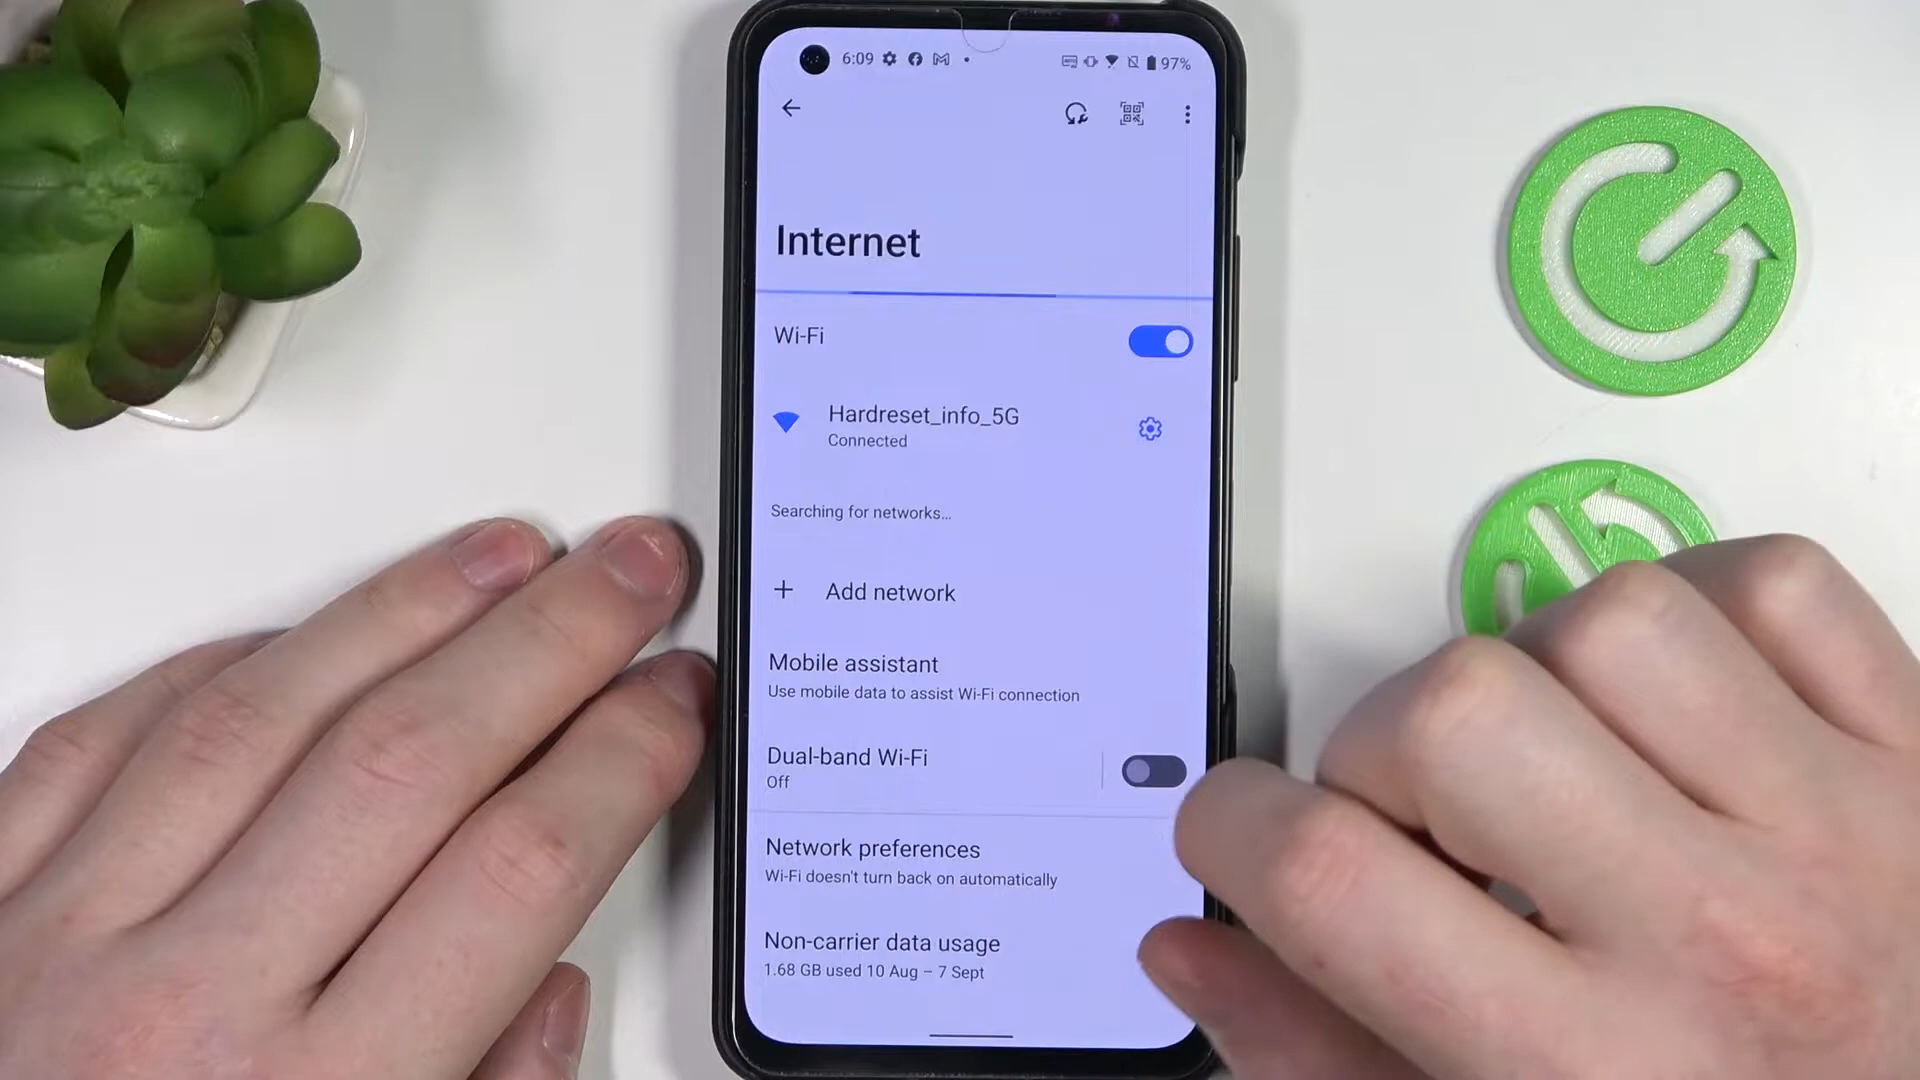 6:09
97%
Internet
Wi-Fi
Hardreset_info_5G
Connected
Searching for networks...
+ Add network
Mobile assistant
Use mobile data to assist Wi-Fi connection
Dual-band Wi-Fi
Off
Network preferences
Wi-Fi doesn't turn back on automatically
Non-carrier data usage
1.68 GB used 10 Aug – 7 Sept